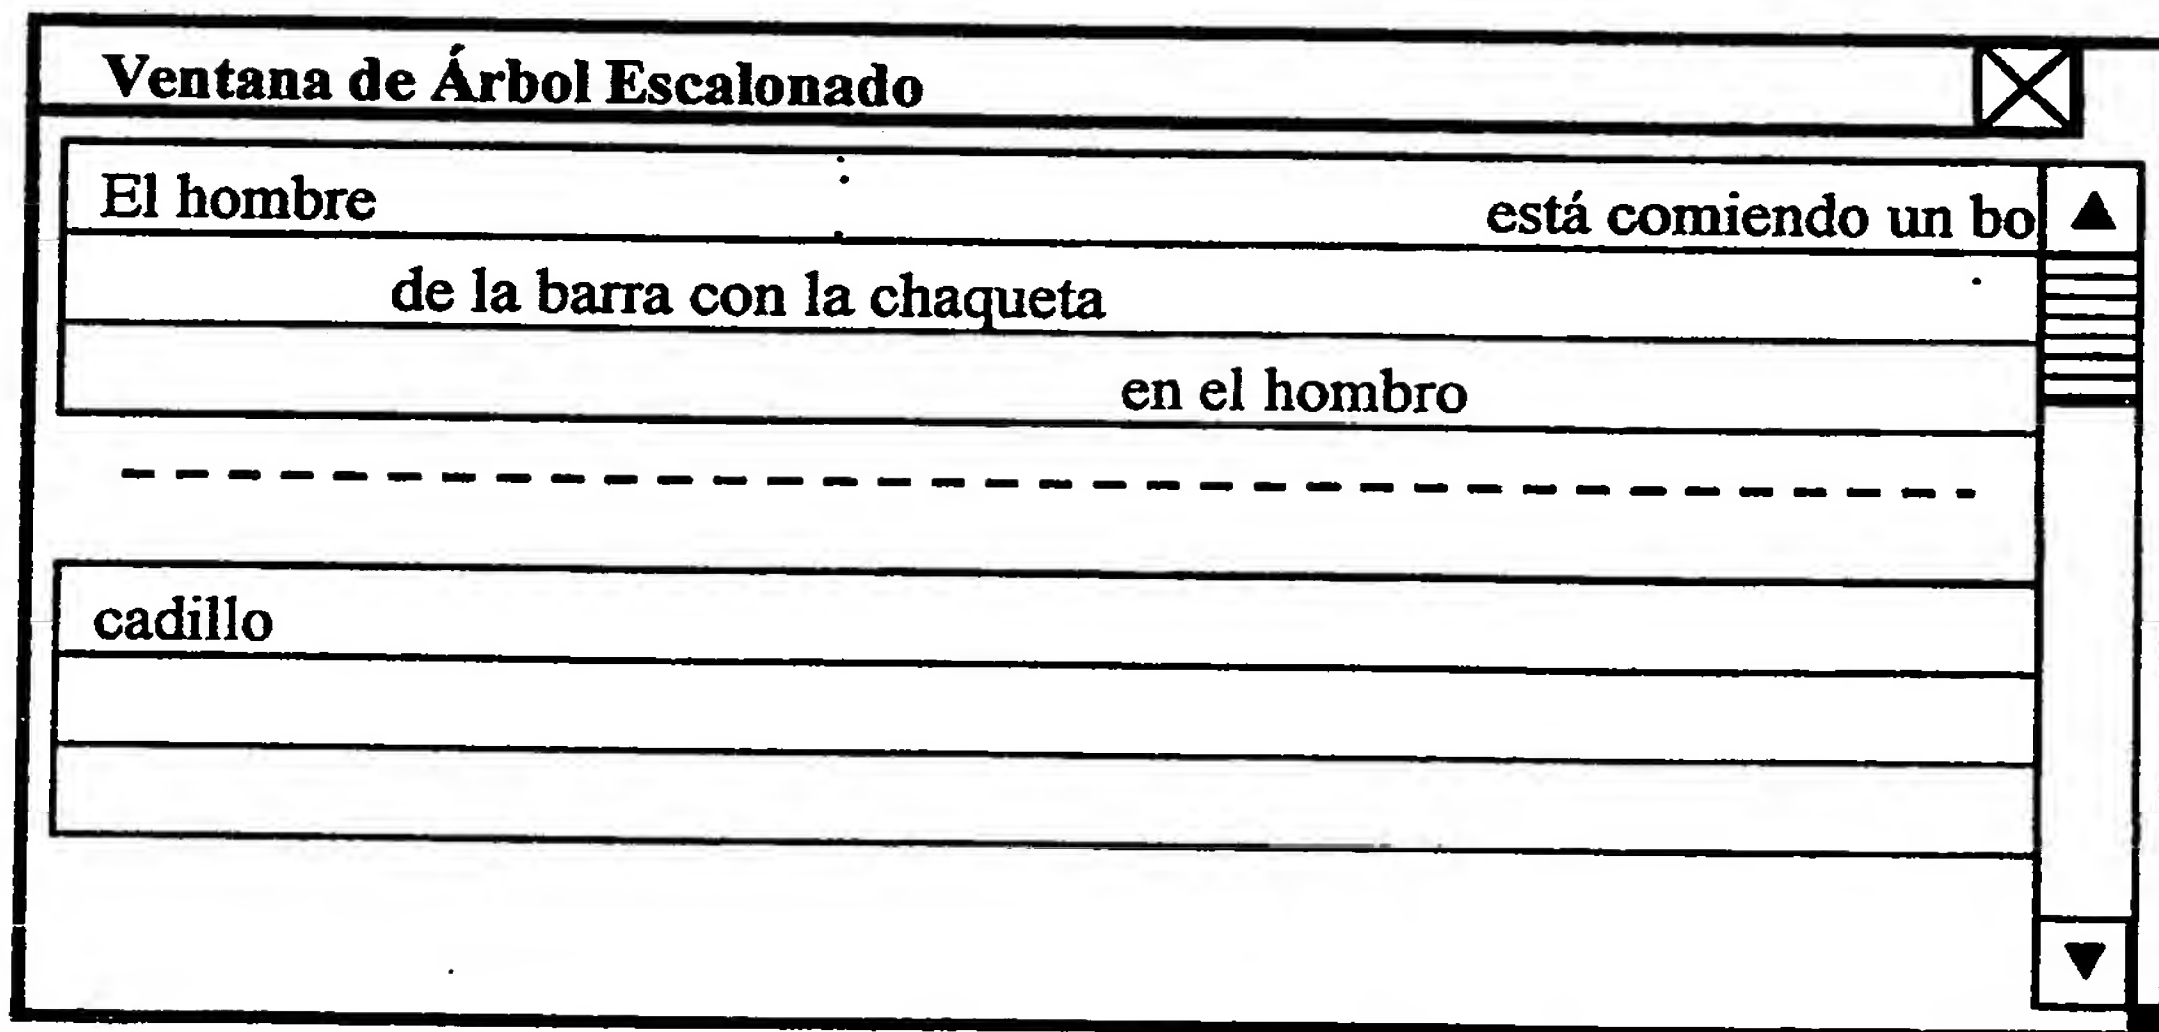 Ventana de Árbol Escalonado
El hombre está comiendo un bo
de la barra con la chaqueta
en el hombro
cadillo